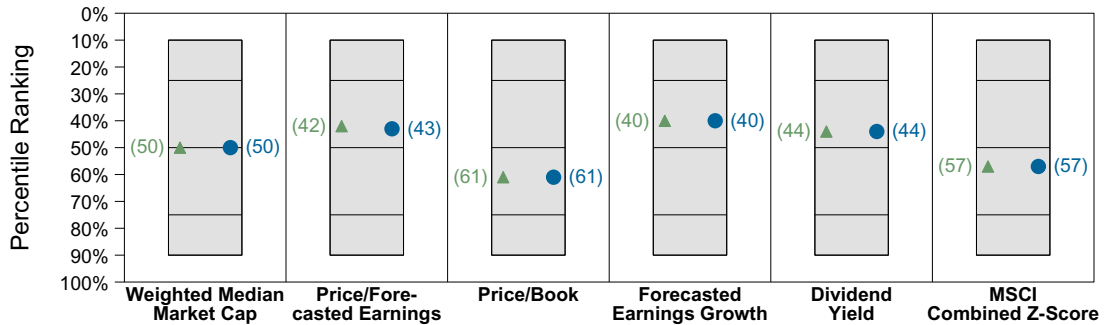 Percentile Ranking
0%
10%
20%
30%
40%
50%
60%
70%
80%
90%
100%
(50) (50)
(42) (43)
(61) (61)
(40) (40)
(44) (44)
(57) (57)
Weighted Median
Market Cap
Price/Fore-
casted Earnings
Price/Book
Forecasted
Earnings Growth
Dividend
Yield
MSCI
Combined Z-Score